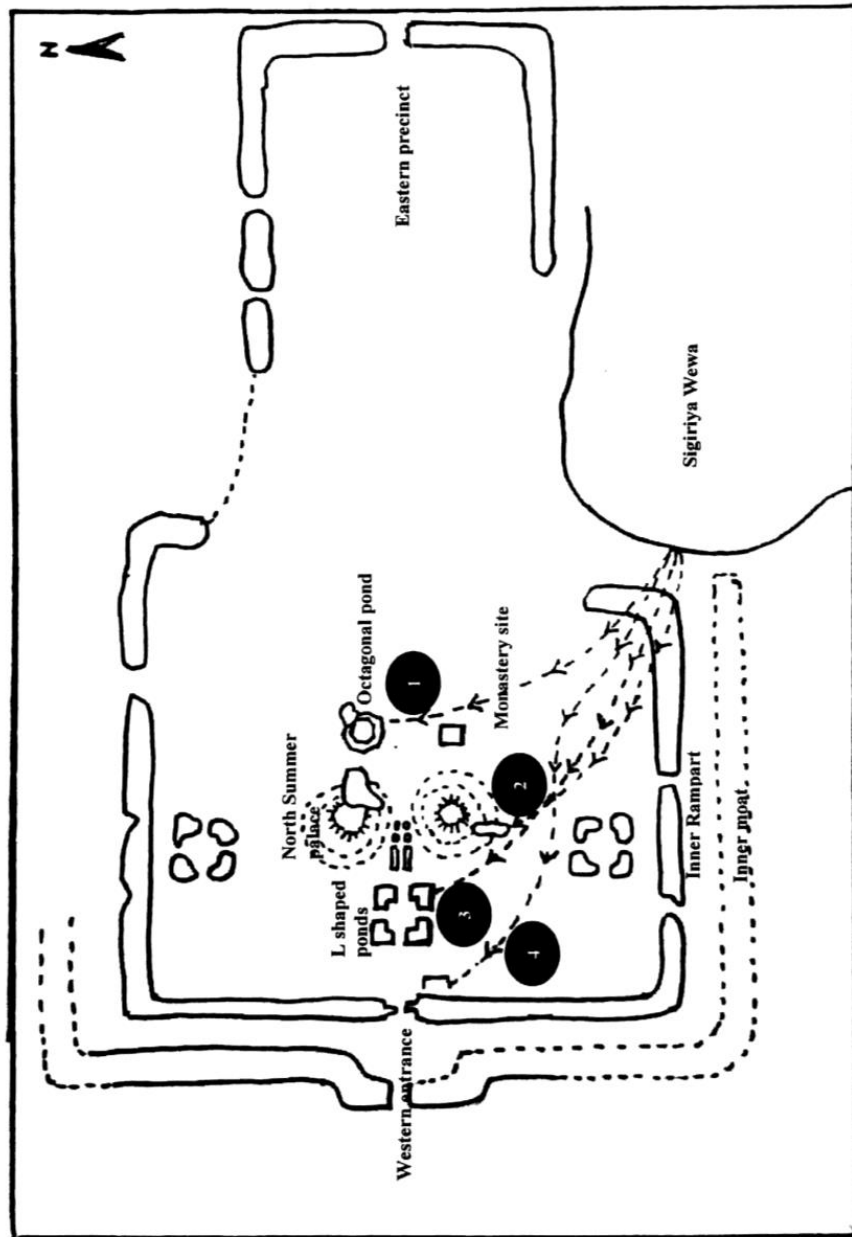 N
Eastern precinct
Sigiriya Wewa
Octagonal pond
1
Monastery site
North Summer
palace
2
Inner Rampart
Inner moat
L shaped
ponds
3
4
Western entrance